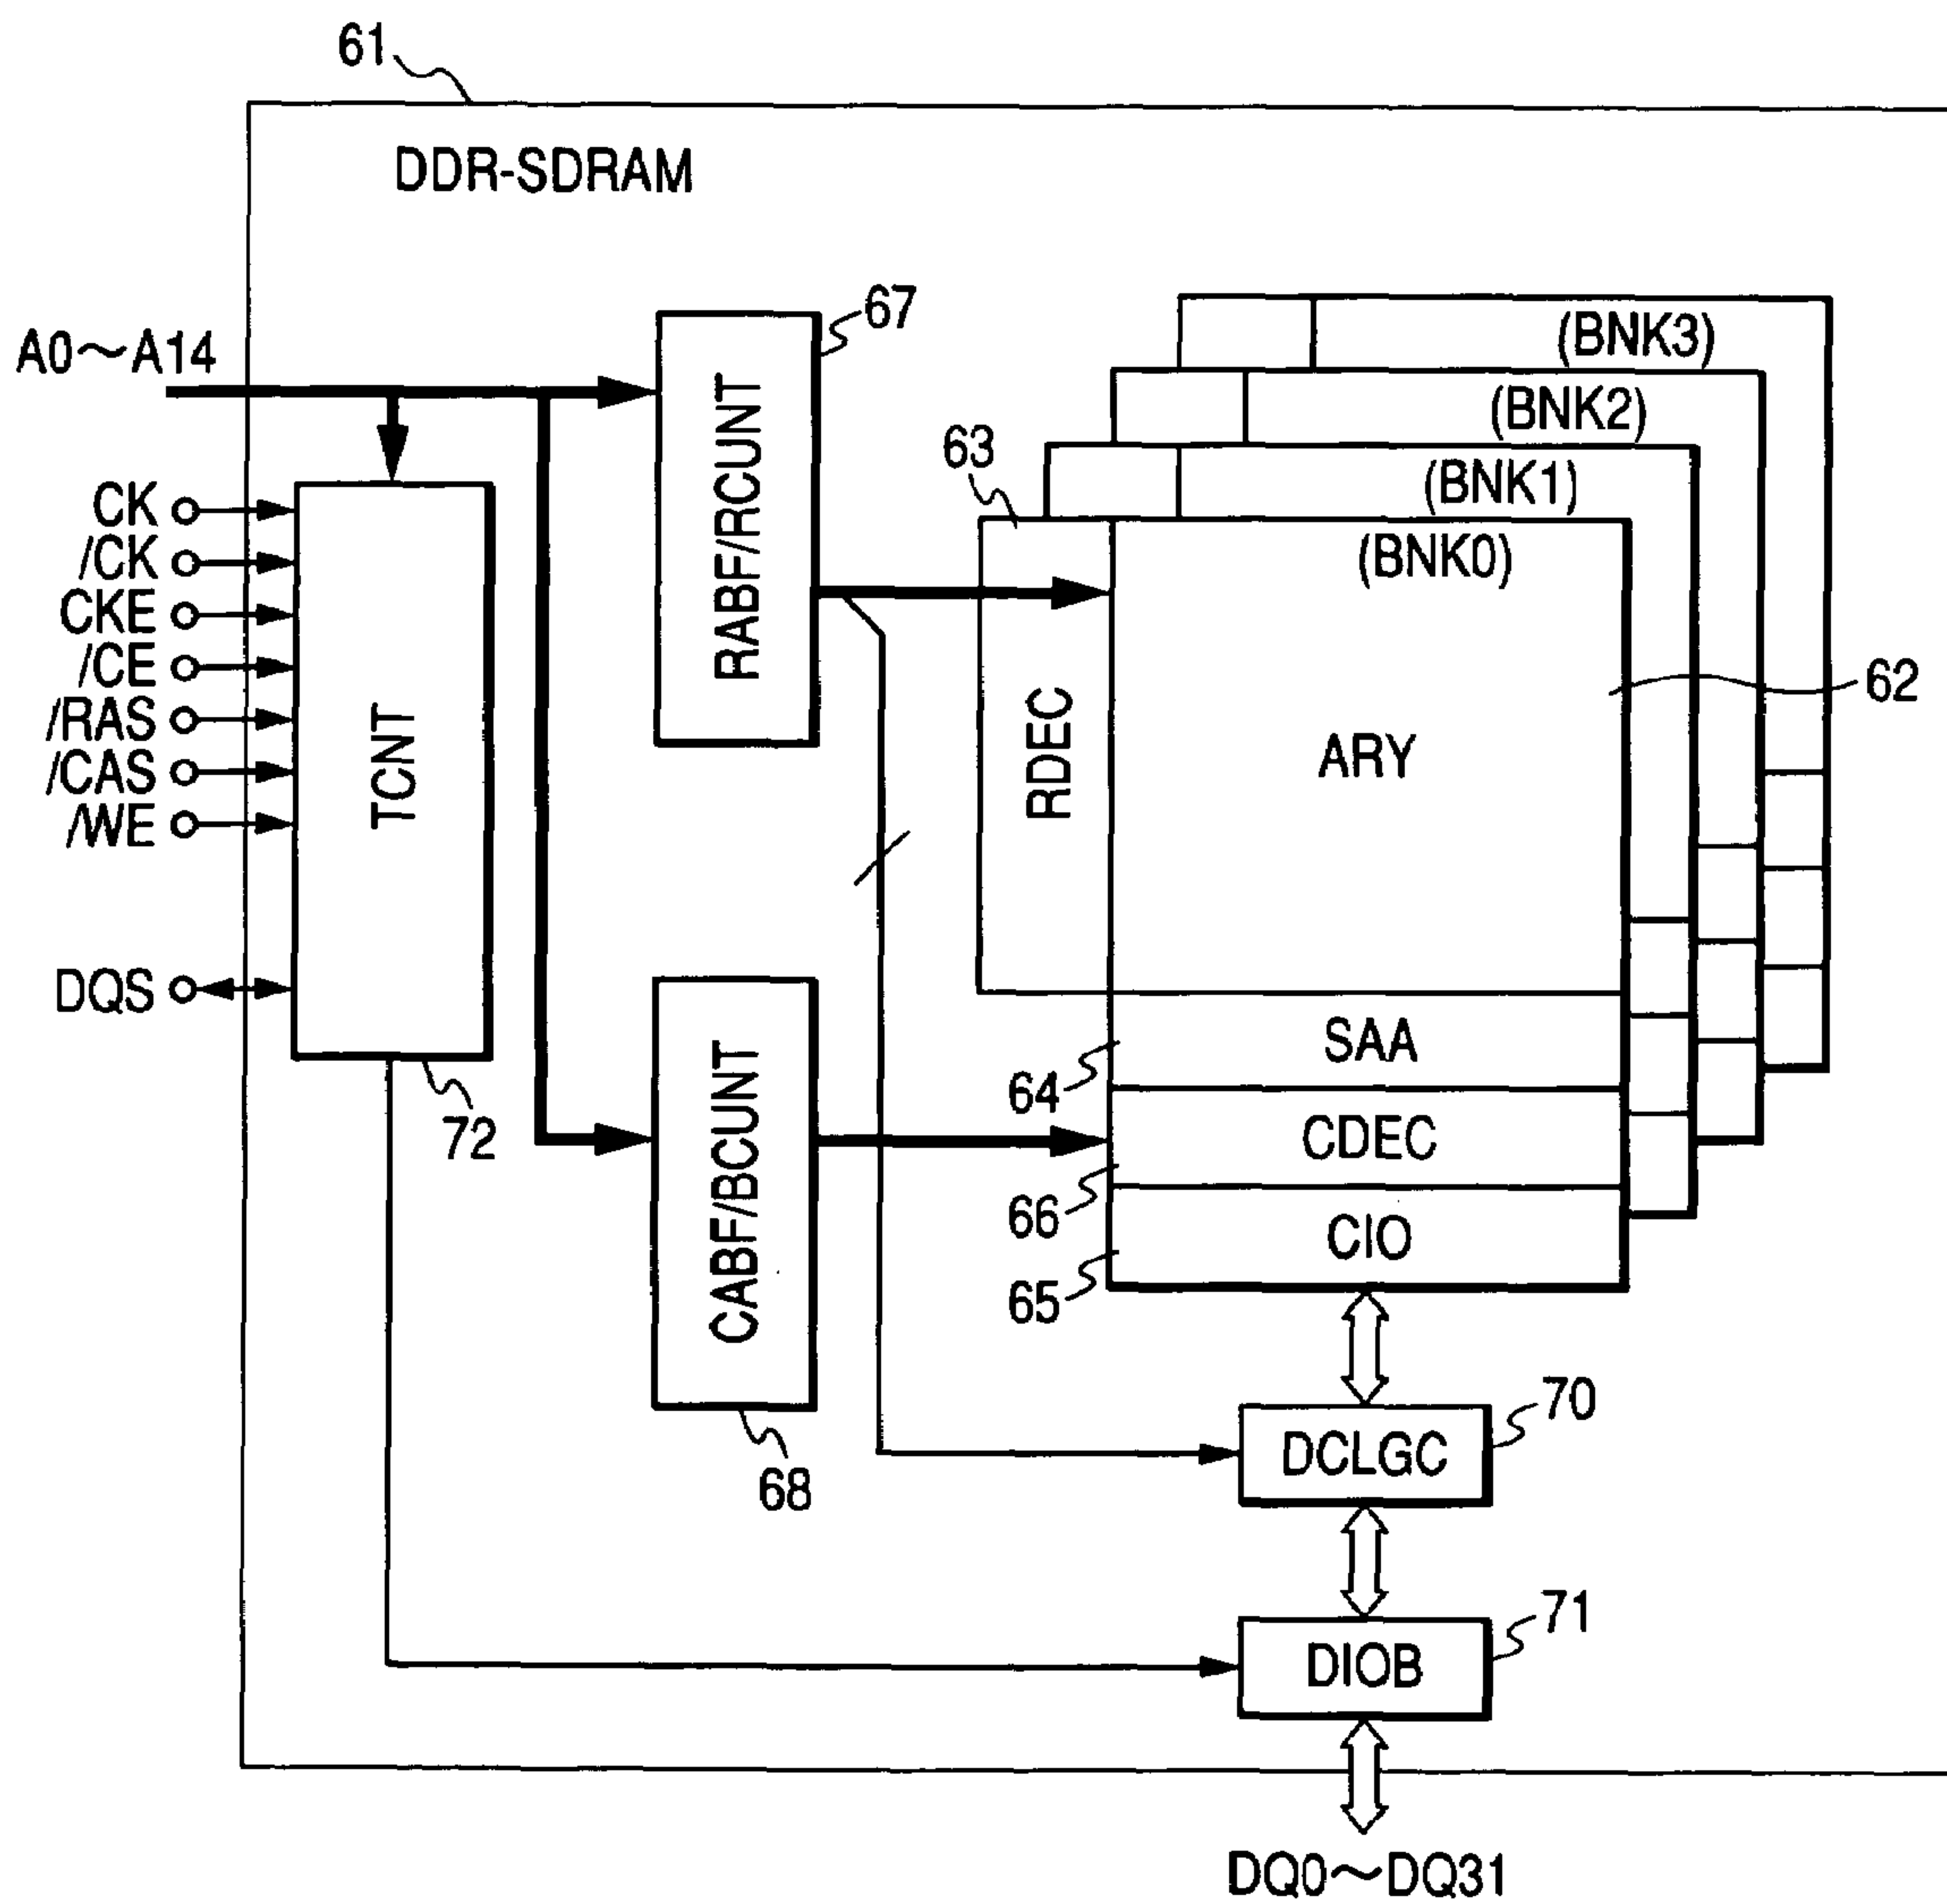 61
DDR-SDRAM
67
A0~A14
(BNK3)
(BNK2)
63
(BNK1)
CK
/CK
CKE
/CE
/RAS
/CAS
/WE
DQS
TCNT
RABF/RCUNT
(BNK0)
RDEC
ARY
62
SAA
64
72
CABF/BCUNT
CDEC
66
CIO
65
68
70
DCLGC
71
DIOB
DQ0~DQ31